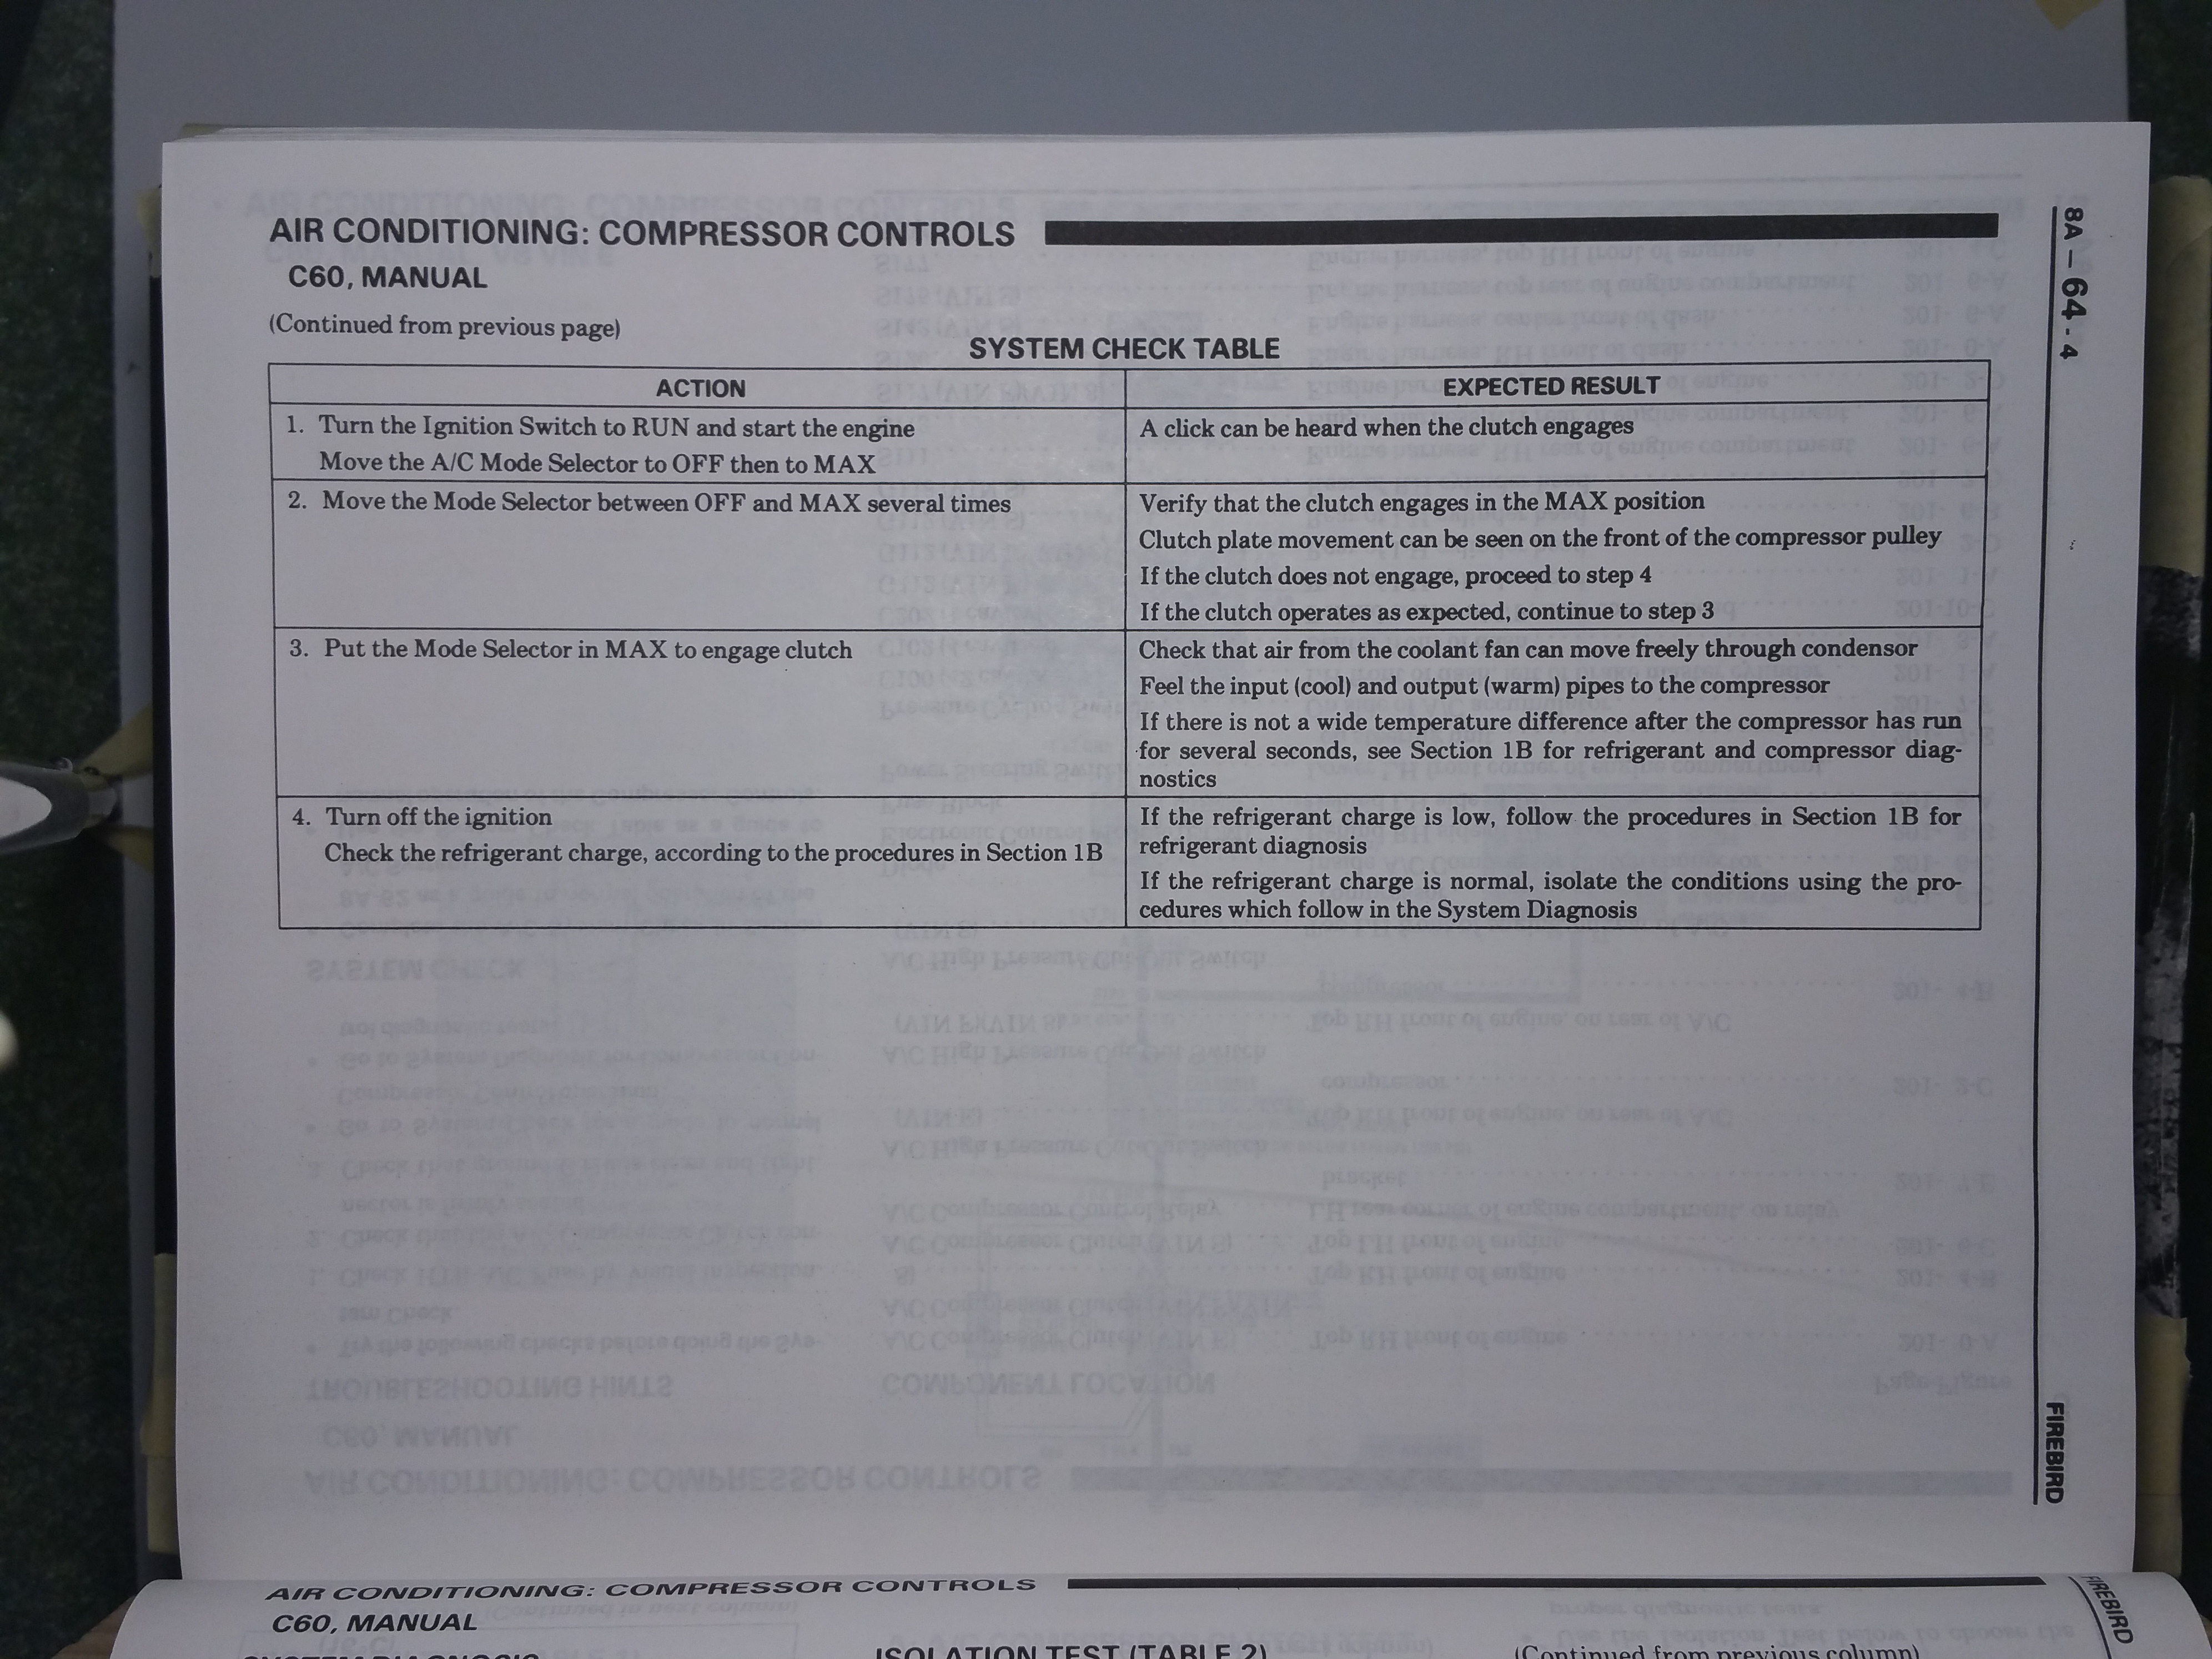 AIR CONDITIONING: COMPRESSOR CONTROLS
C60, MANUAL
(Continued from previous page)
SYSTEM CHECK TABLE
ACTION
EXPECTED RESULT
1. Turn the Ignition Switch to RUN and start the engine
Move the A/C Mode Selector to OFF then to MAX
A click can be heard when the clutch engages
2. Move the Mode Selector between OFF and MAX several times
Verify that the clutch engages in the MAX position
Clutch plate movement can be seen on the front of the compressor pulley
If the clutch does not engage, proceed to step 4
If the clutch operates as expected, continue to step 3
3. Put the Mode Selector in MAX to engage clutch
Check that air from the coolant fan can move freely through condensor
Feel the input (cool) and output (warm) pipes to the compressor
If there is not a wide temperature difference after the compressor has run
for several seconds, see Section 1B for refrigerant and compressor diag-
nostics
4. Turn off the ignition
Check the refrigerant charge, according to the procedures in Section 1B
If the refrigerant charge is low, follow the procedures in Section 1B for
refrigerant diagnosis
If the refrigerant charge is normal, isolate the conditions using the pro-
cedures which follow in the System Diagnosis
8A - 64 - 4
FIREBIRD
AIR CONDITIONING: COMPRESSOR CONTROLS
C60, MANUAL
FIREBIRD
SYSTEM DIAGNOSIS
ISOLATION TEST (TABLE 2)
(Continued from previous column)